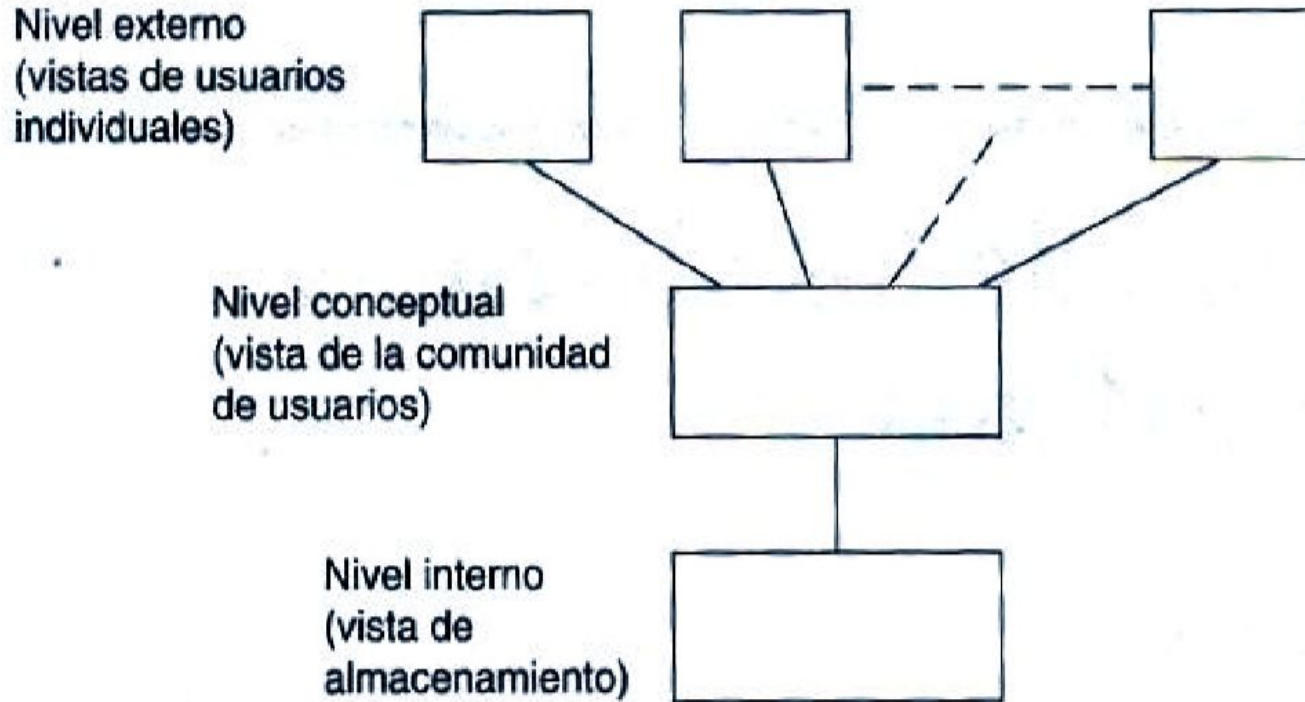 Nivel externo
(vistas de usuarios
individuales)
Nivel conceptual
(vista de la comunidad
de usuarios)
Nivel interno
(vista de
almacenamiento)